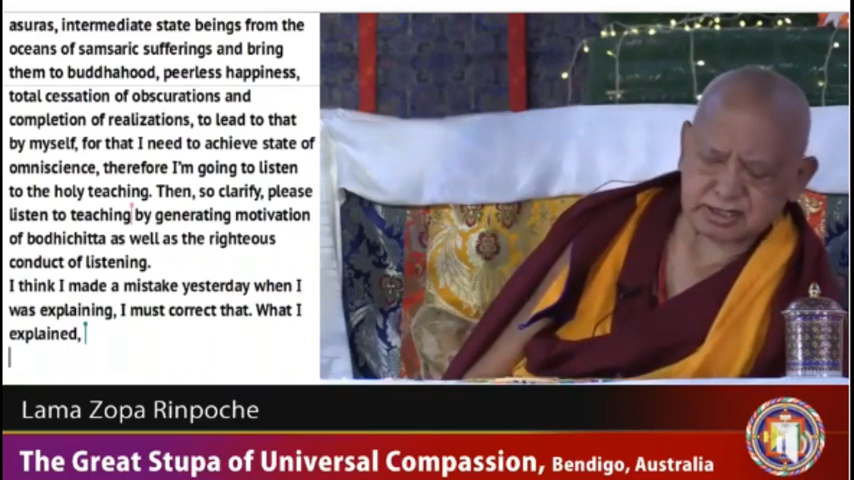 asuras, intermediate state beings from the
oceans of samsaric sufferings and bring
them to buddhahood, peerless happiness,
total cessation of obscurations and
completion of realizations, to lead to that
by myself, for that I need to achieve state of
omniscience, therefore I'm going to listen
to the holy teaching. Then, so clarify, please
listen to teaching by generating motivation
of bodhichitta as well as the righteous
conduct of listening.
I think I made a mistake yesterday when I
was explaining, I must correct that. What I
explained,
Lama Zopa Rinpoche
The Great Stupa of Universal Compassion, Bendigo, Australia